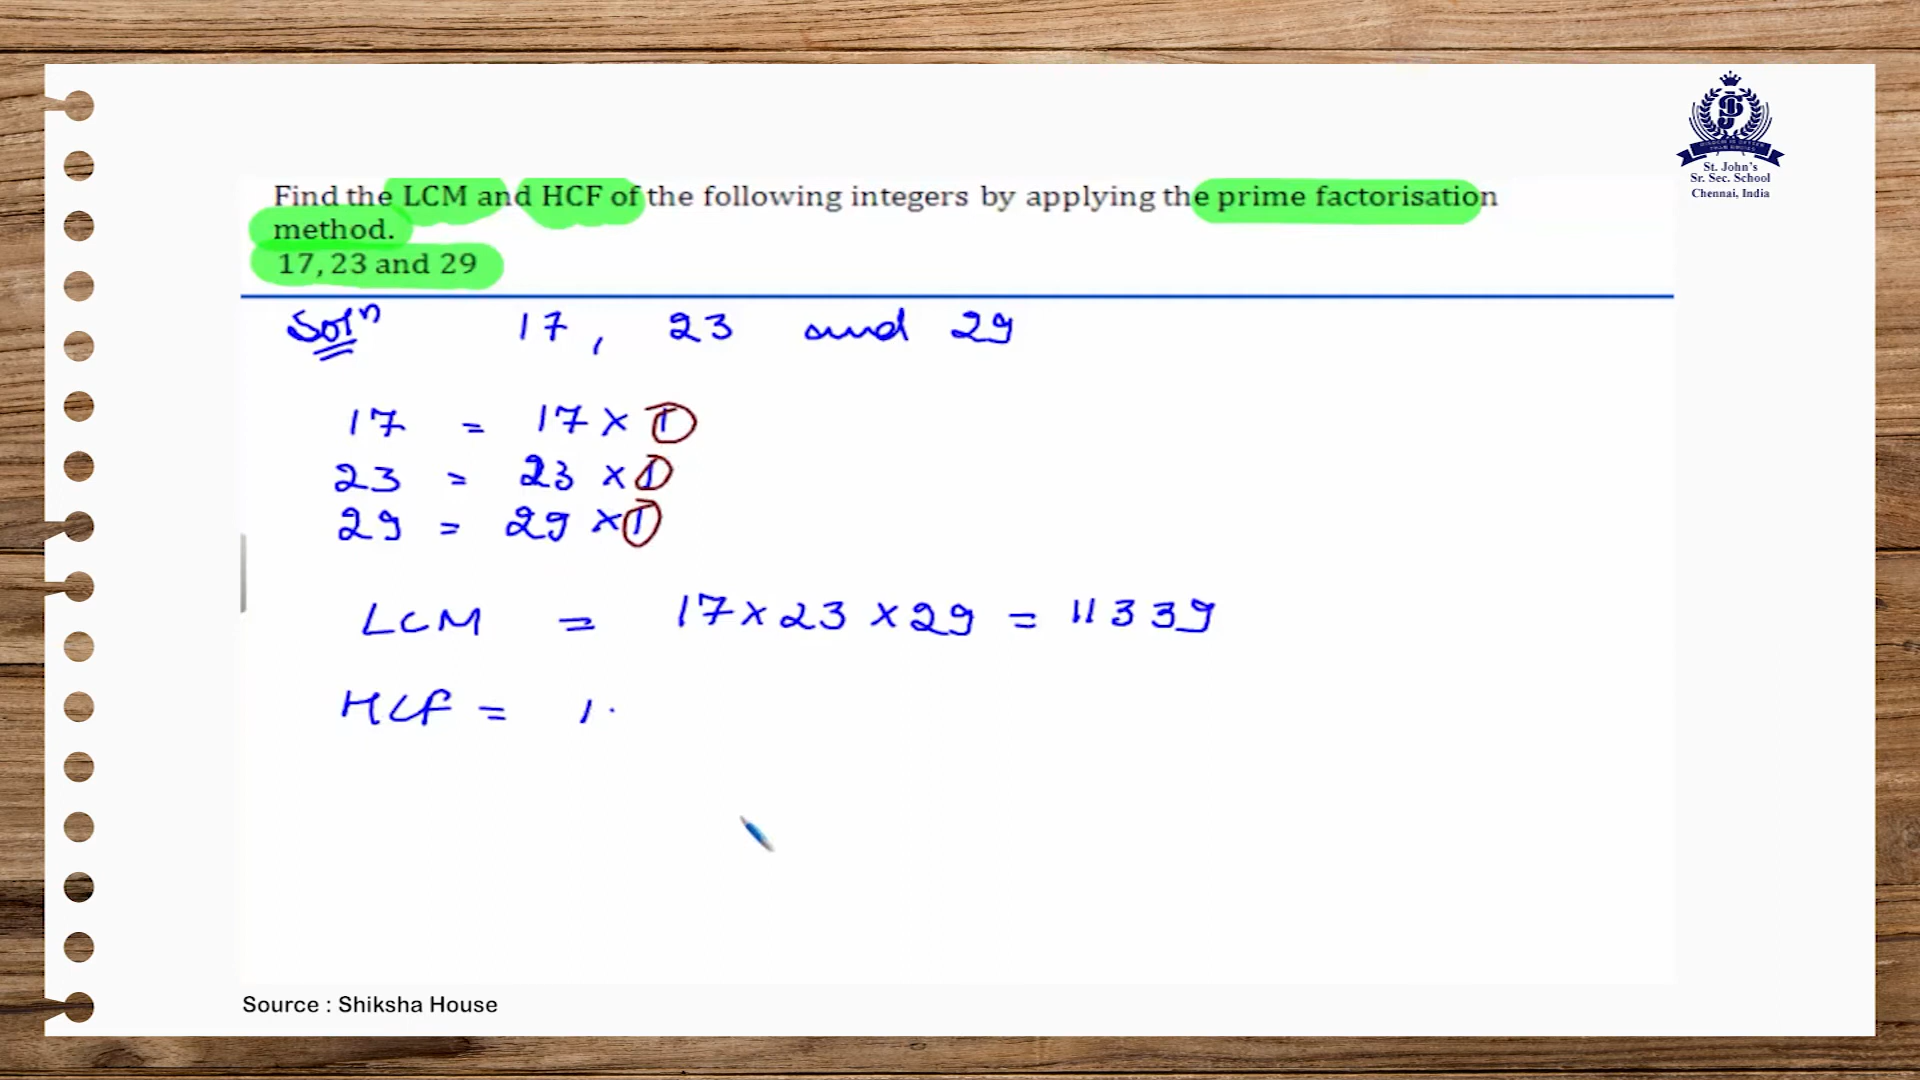 Find the LCM and HCF of the following integers by applying the prime factorisation
method.
17, 23 and 29
Solⁿ 17, 23 and 29
17 = 17 × 1
23 = 23 × 1
29 = 29 × 1
LCM = 17 × 23 × 29 = 11339
HCF = 1.
Source : Shiksha House
St. John's
Sr. Sec. School
Chennai, India